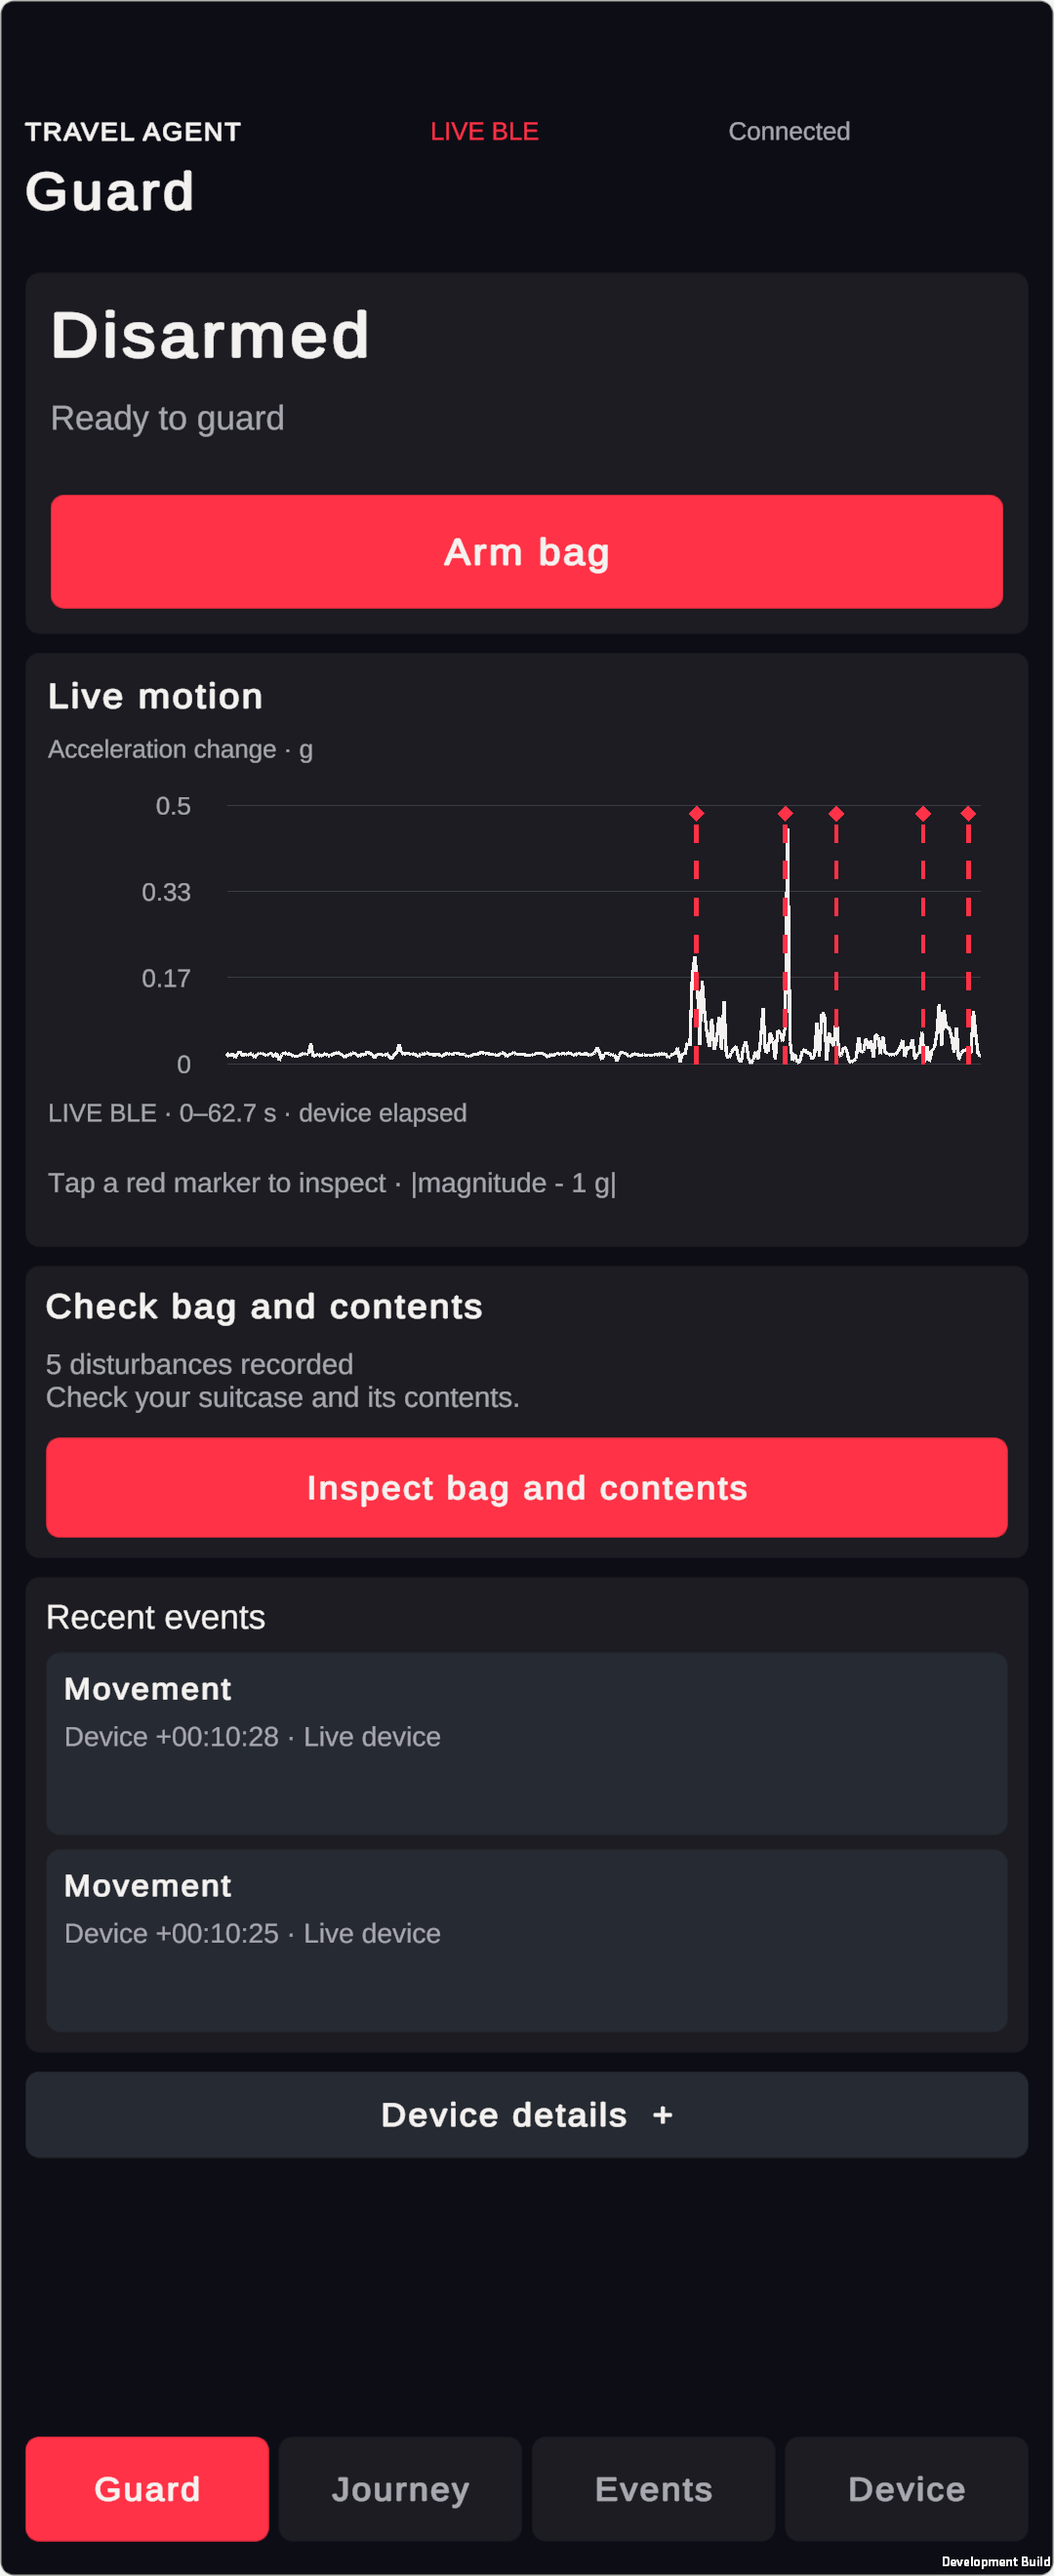 TRAVEL AGENT LIVE BLE Connected
Guard
Disarmed
Ready to guard
Arm bag
Live motion
Acceleration change · g
0.5
0.33
0.17
0
LIVE BLE · 0–62.7 s · device elapsed
Tap a red marker to inspect · |magnitude - 1 g|
Check bag and contents
5 disturbances recorded
Check your suitcase and its contents.
Inspect bag and contents
Recent events
Movement
Device +00:10:28 · Live device
Movement
Device +00:10:25 · Live device
Device details +
Guard Journey Events Device
Development Build